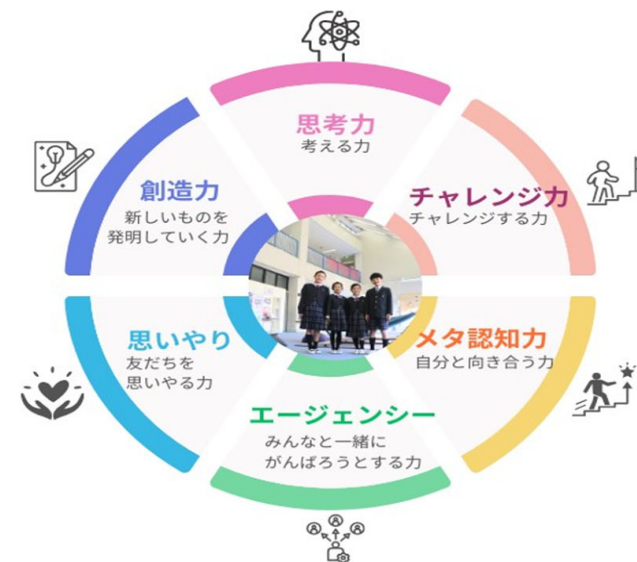 思考力
考える力
チャレンジ力
チャレンジする力
メタ認知力
自分と向き合う力
エージェンシー
みんなと一緒に
がんばろうとする力
思いやり
友だちを
思いやる力
創造力
新しいものを
発明していく力